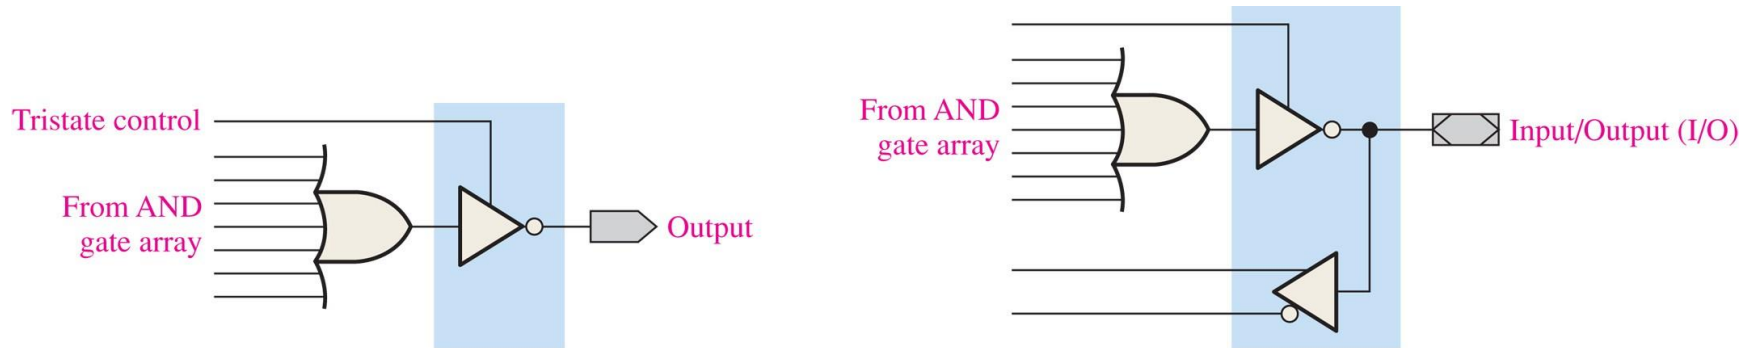 Tristate control
From AND
gate array
Output
From AND
gate array
Input/Output (I/O)